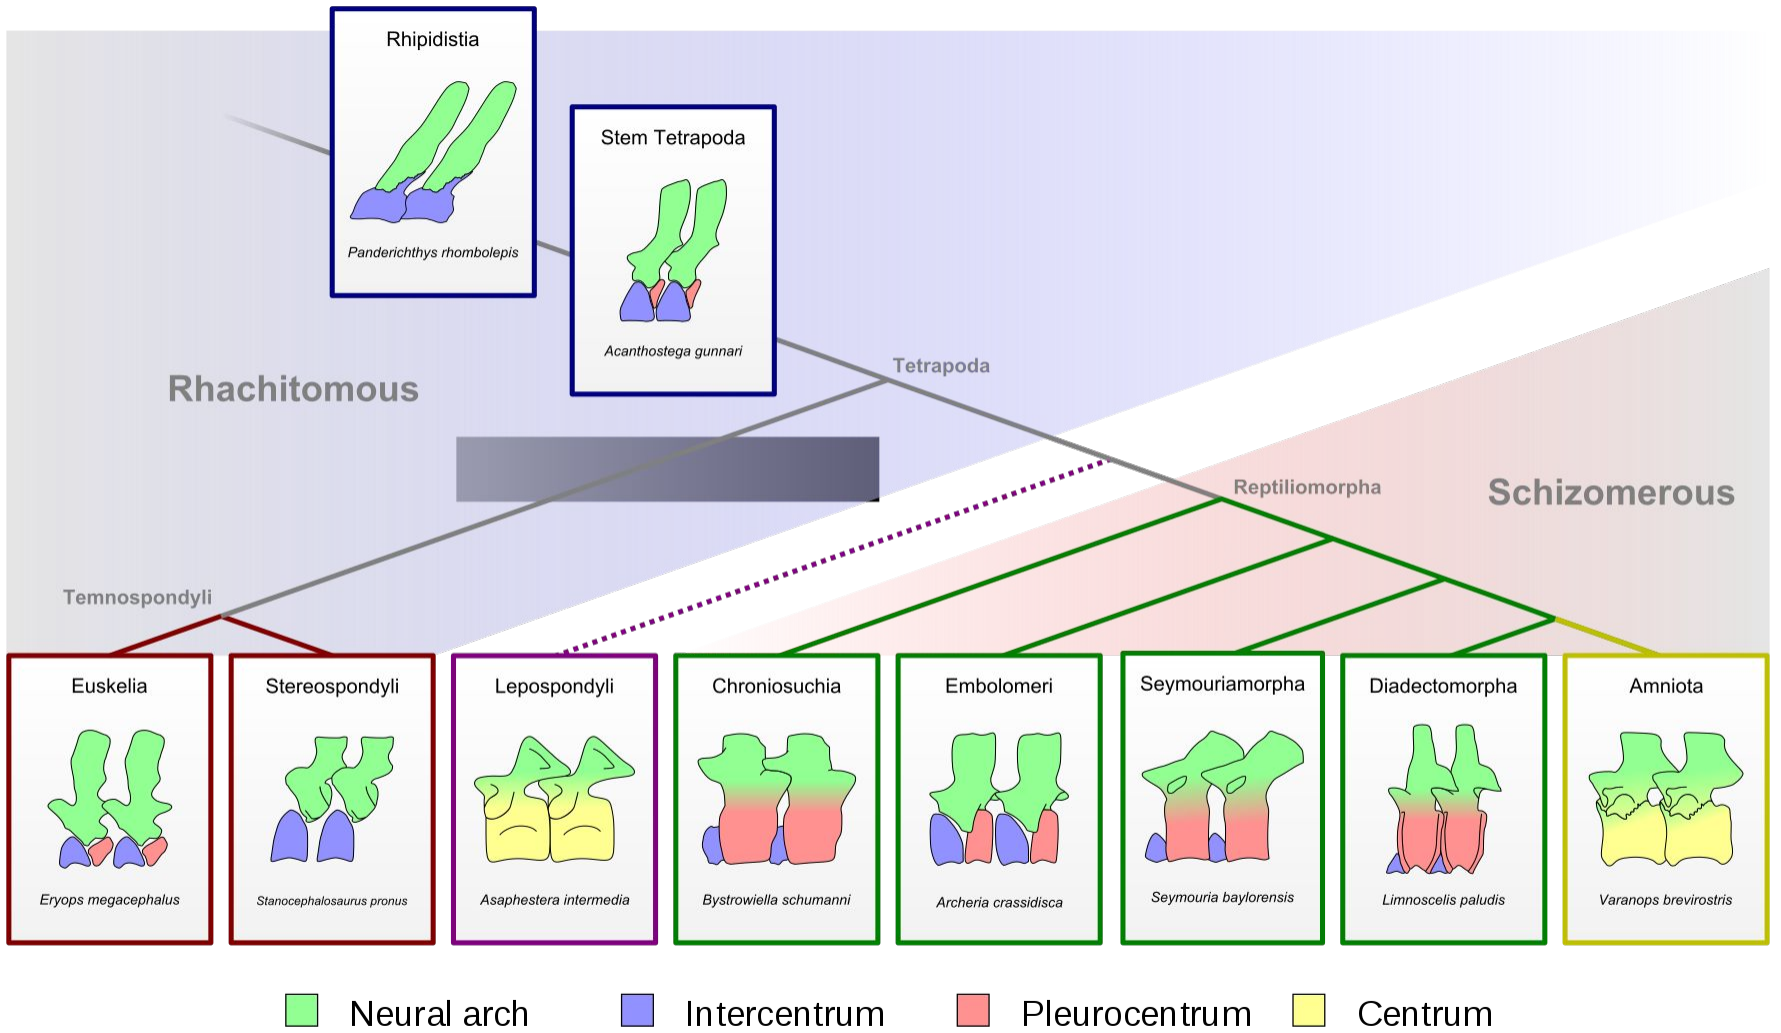 Rhipidistia
Panderichthys rhombolepis
Stem Tetrapoda
Acanthostega gunnari
Tetrapoda
Rhachitomous
Reptiliomorpha
Schizomerous
Temnospondyli
Euskelia
Eryops megacephalus
Stereospondyli
Stanocephalosaurus pronus
Lepospondyli
Asaphestera intermedia
Chroniosuchia
Bystrowiella schumanni
Embolomeri
Archeria crassidisca
Seymouriamorpha
Seymouria baylorensis
Diadectomorpha
Limnoscelis paludis
Amniota
Varanops brevirostris
Neural arch
Intercentrum
Pleurocentrum
Centrum